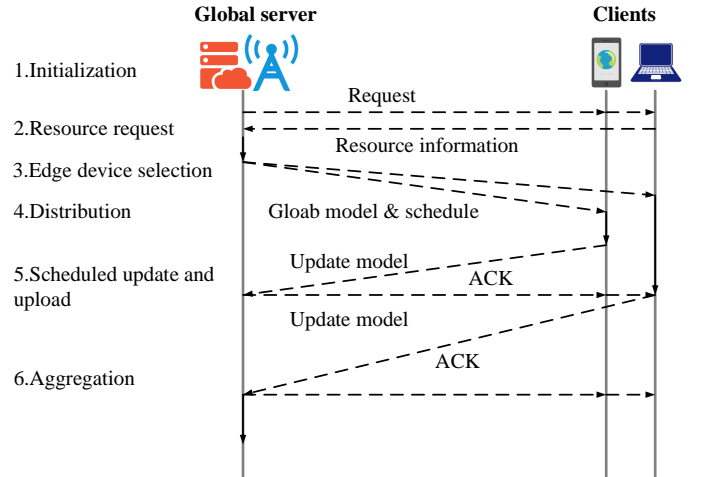 Global server
Clients
1.Initialization
Request
2.Resource request
Resource information
3.Edge device selection
4.Distribution
Gloab model & schedule
Update model
5.Scheduled update and
upload
ACK
Update model
ACK
6.Aggregation